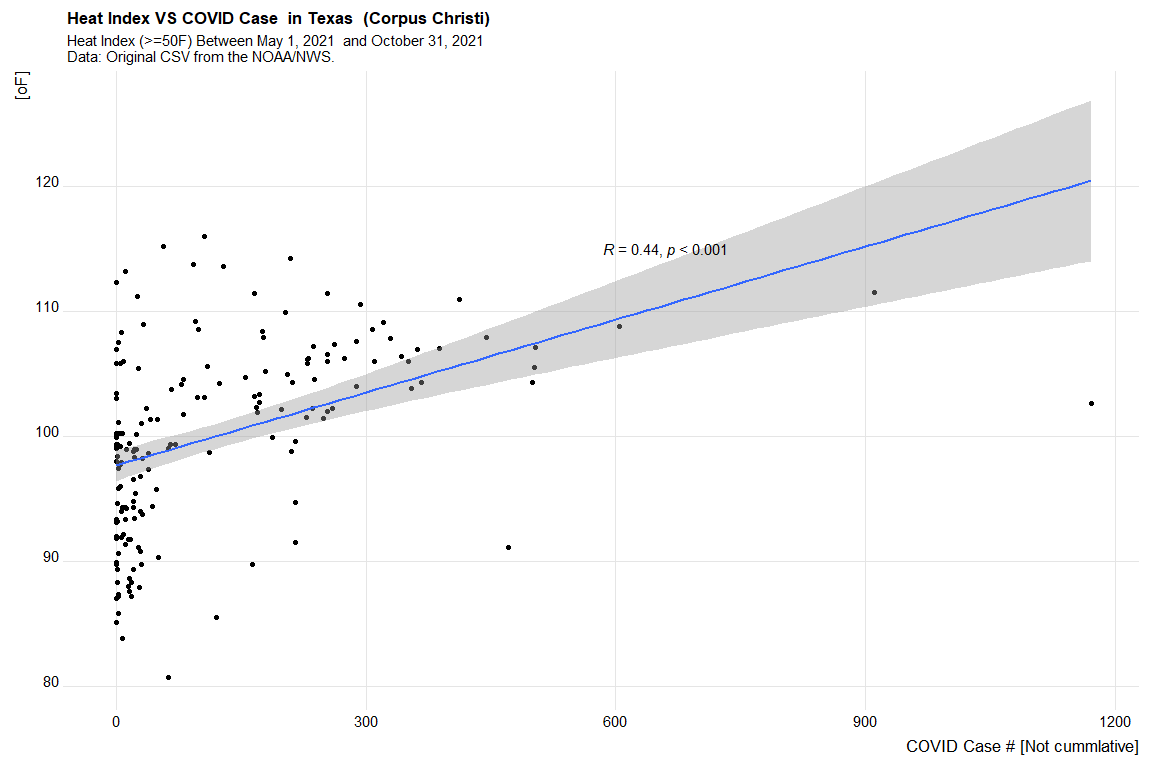 Heat Index VS COVID Case  in Texas  (Corpus Christi)
Heat Index (>=50F) Between May 1, 2021  and October 31, 2021
Data: Original CSV from the NOAA/NWS.
[oF]
120
R = 0.44, p < 0.001
110
100
90
80
0 300 600 900 1200
COVID Case # [Not cummlative]